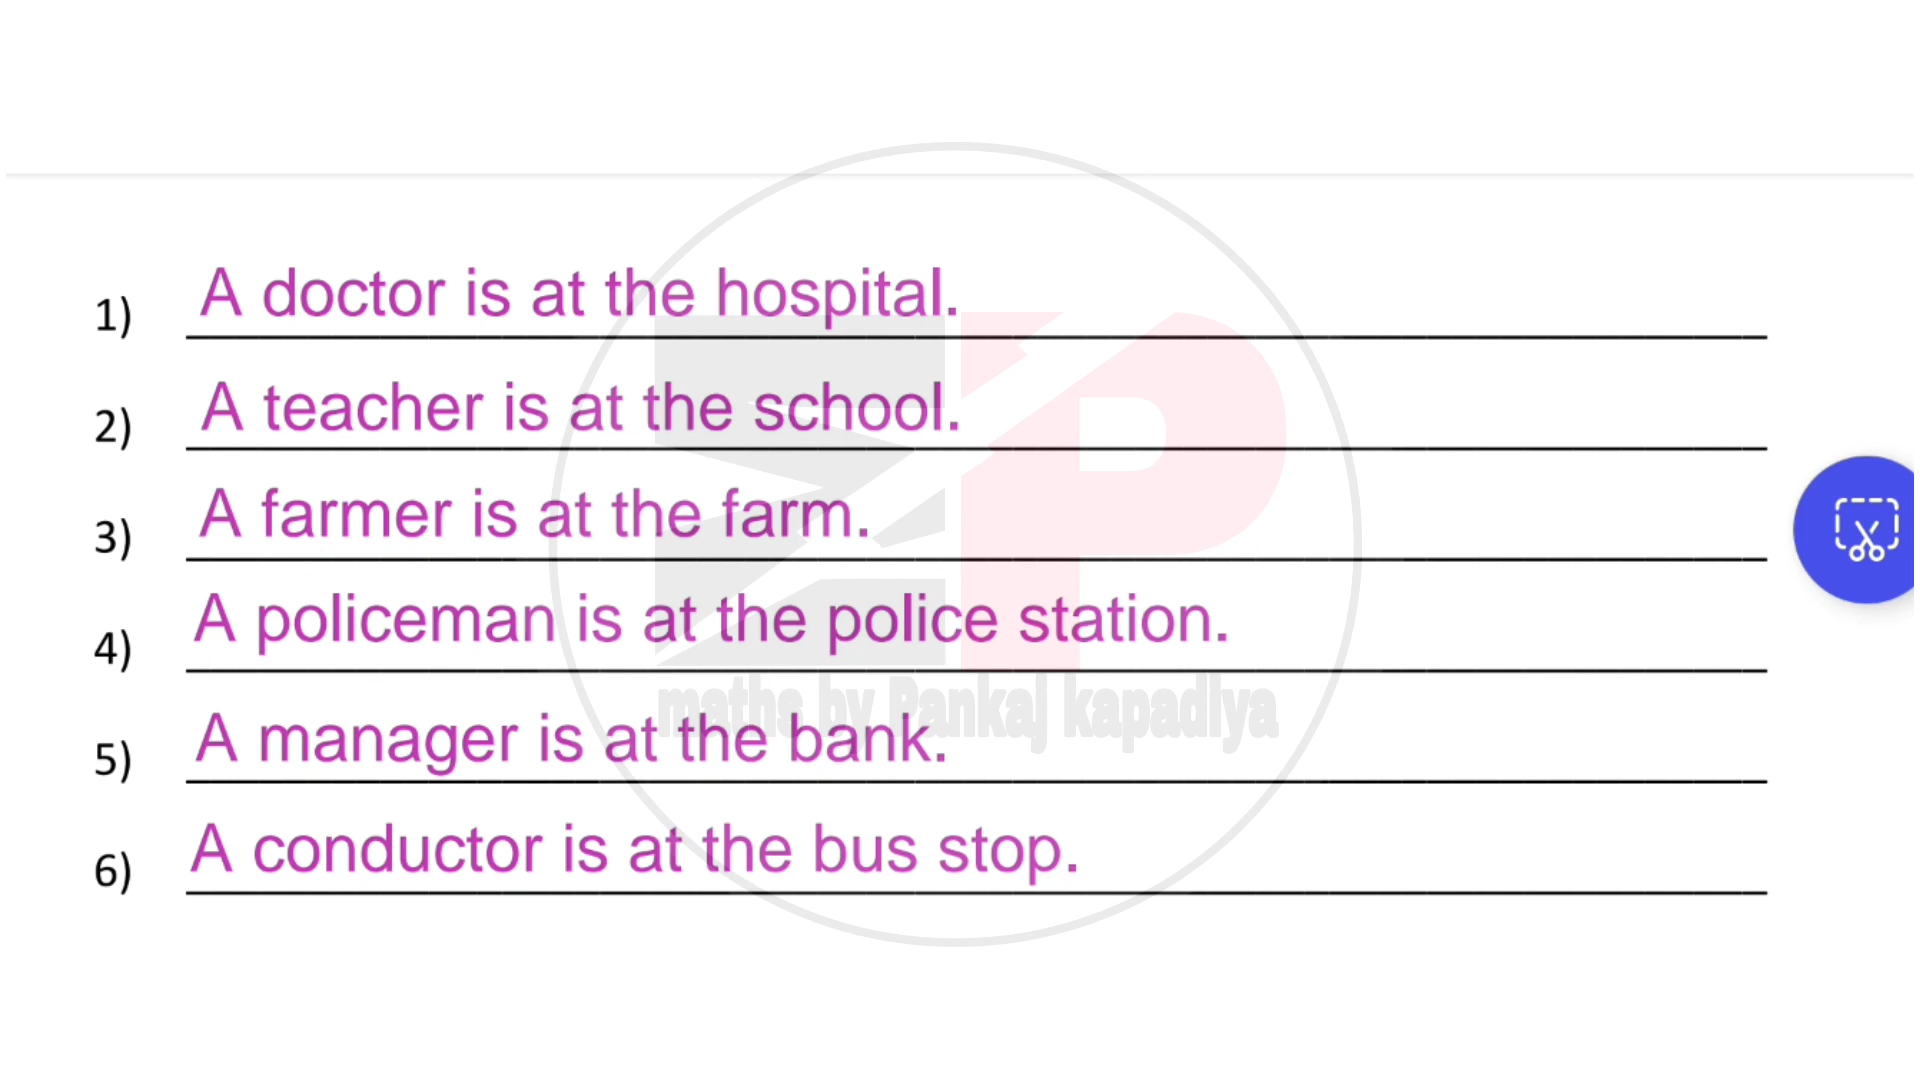 1) A doctor is at the hospital.
2) A teacher is at the school.
3) A farmer is at the farm.
4) A policeman is at the police station.
maths by Pankaj kapadiya
5) A manager is at the bank.
6) A conductor is at the bus stop.